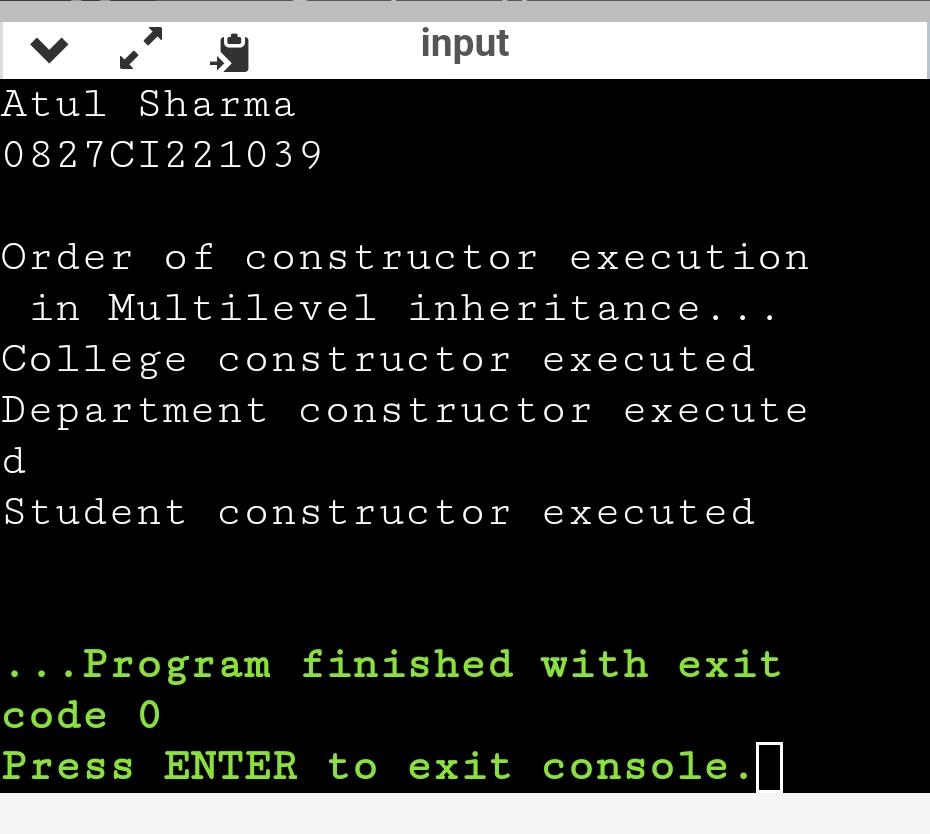 input
Atul Sharma
0827CI221039
Order of constructor execution
 in Multilevel inheritance...
College constructor executed
Department constructor execute
d
Student constructor executed
...Program finished with exit
code 0
Press ENTER to exit console.